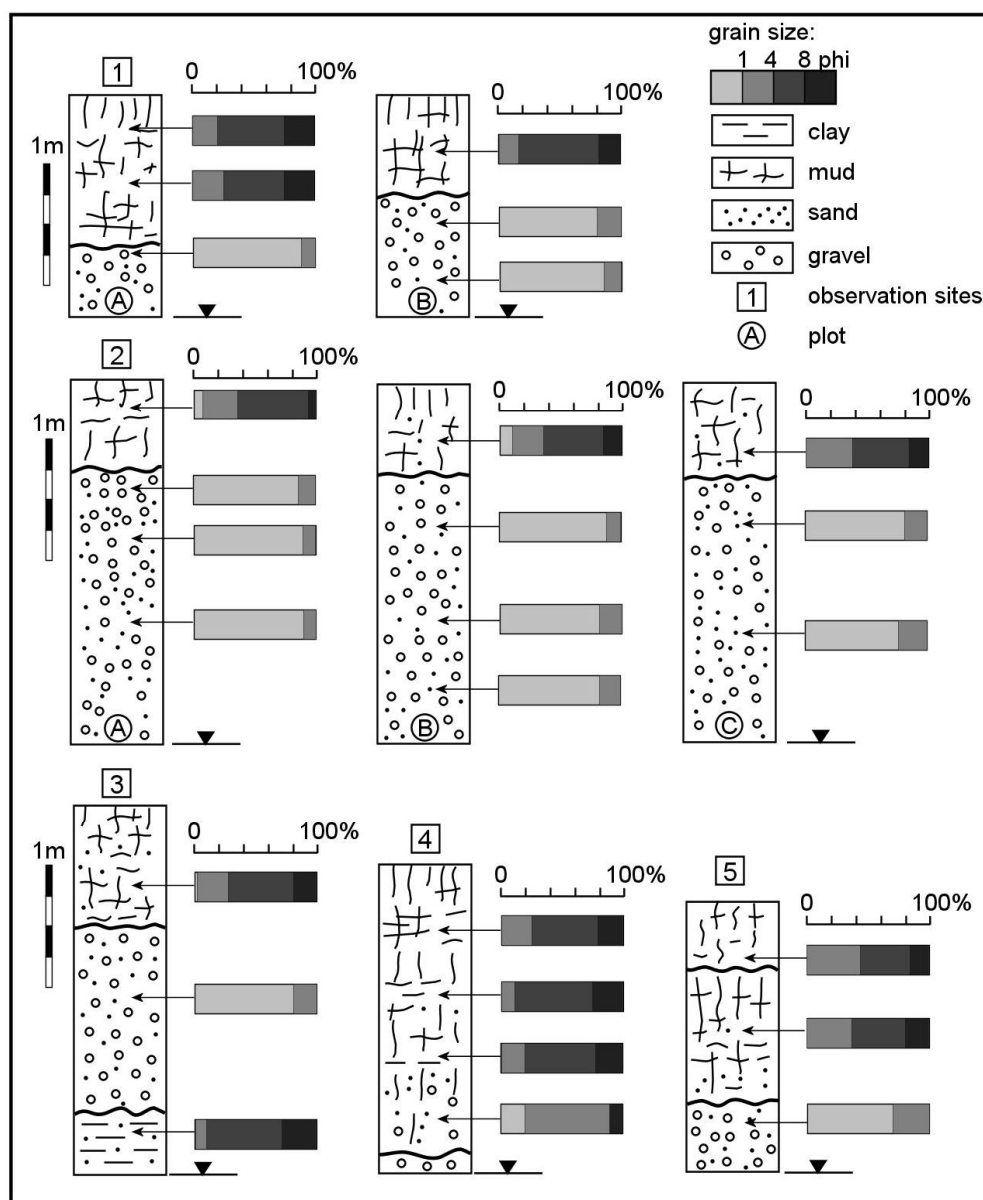 grain size:
1 4 8 phi
clay
mud
sand
gravel
1 observation sites
A plot
1
0 100%
0 100%
1m
A
B
2
0 100%
0 100%
0 100%
1m
A
B
C
3
0 100%
1m
4
0 100%
5
0 100%